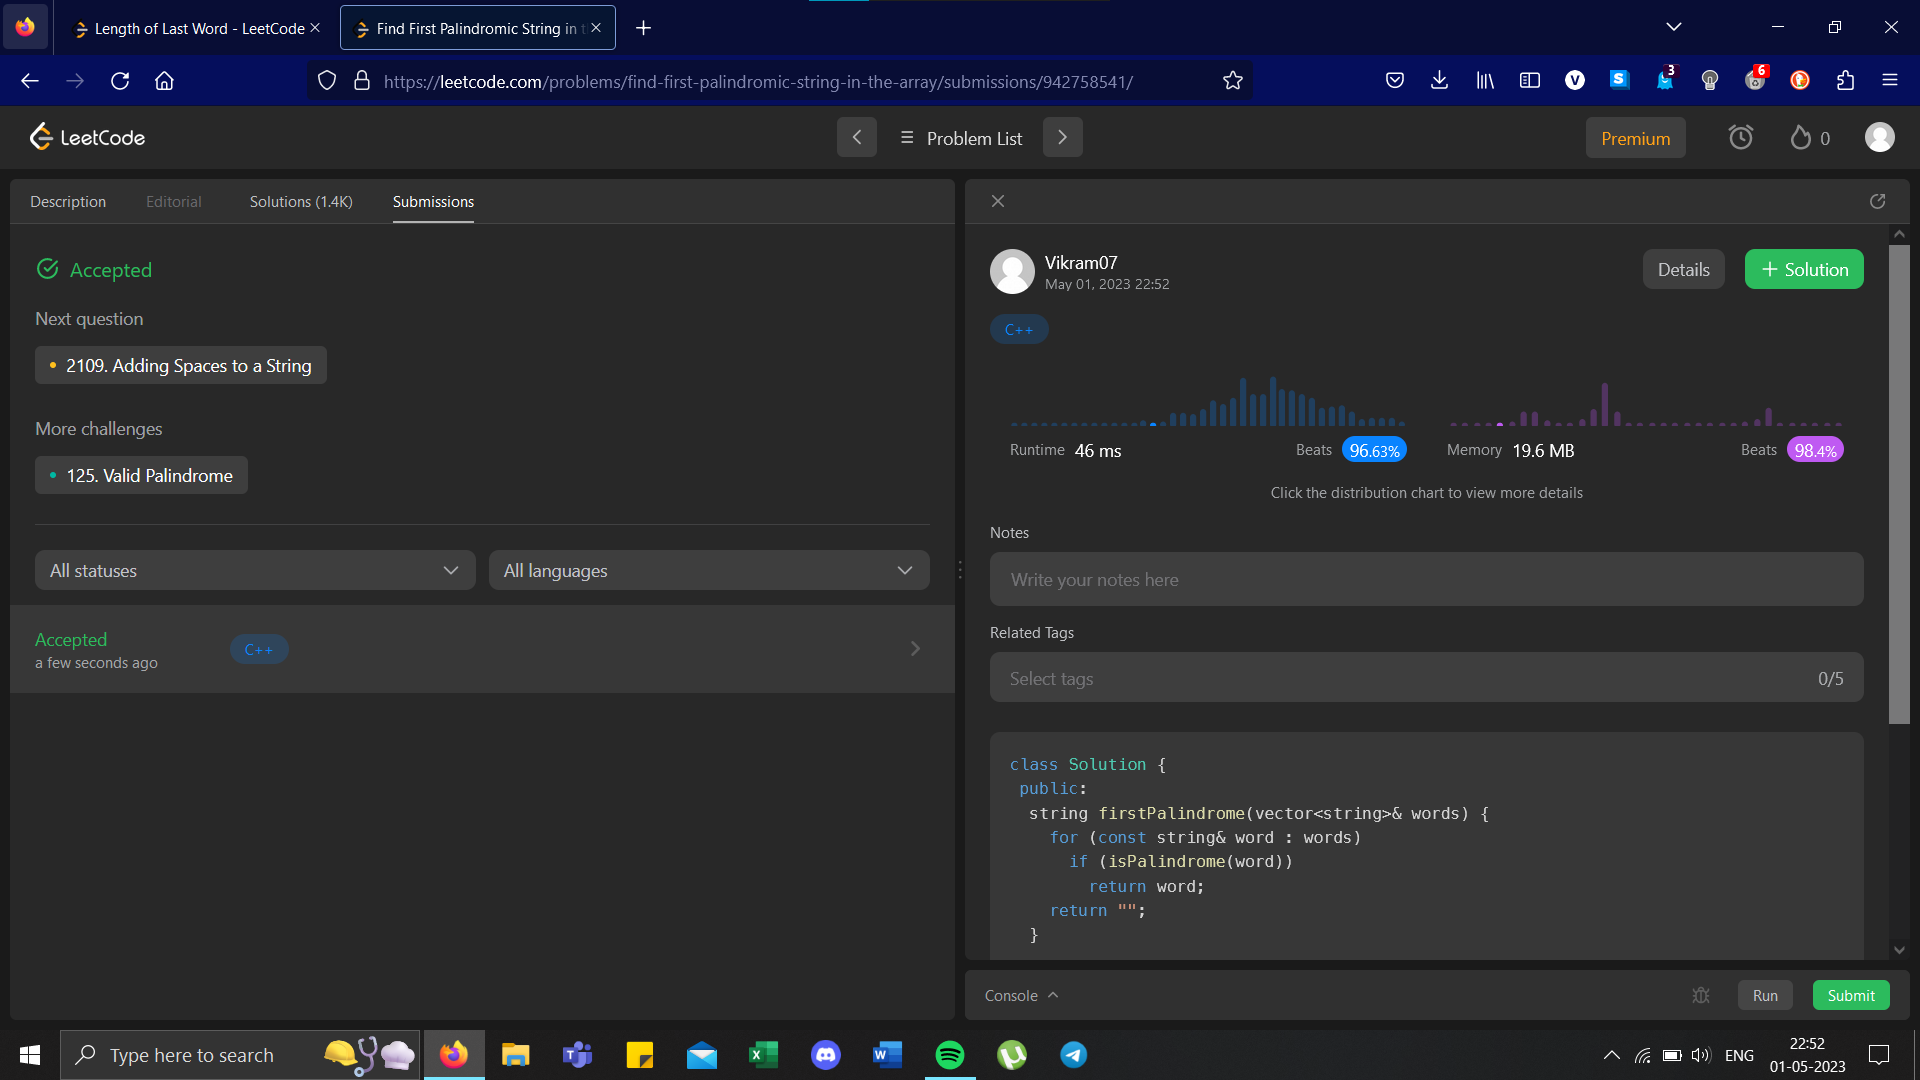 Length of Last Word - LeetCode
Find First Palindromic String in t
https://leetcode.com/problems/find-first-palindromic-string-in-the-array/submissions/942758541/
V
S
3
6
LeetCode
Problem List
Premium
0
Description
Editorial
Solutions (1.4K)
Submissions
Accepted
Next question
2109. Adding Spaces to a String
More challenges
125. Valid Palindrome
All statuses
All languages
Accepted
a few seconds ago
C++
Vikram07
May 01, 2023 22:52
Details
+ Solution
C++
Runtime 46 ms
Beats 96.63%
Memory 19.6 MB
Beats 98.4%
Click the distribution chart to view more details
Notes
Write your notes here
Related Tags
Select tags
0/5
class Solution {
public:
string firstPalindrome(vector<string>& words) {
for (const string& word : words)
if (isPalindrome(word))
return word;
return "";
}
Console
Run
Submit
Type here to search
ENG
22:52
01-05-2023